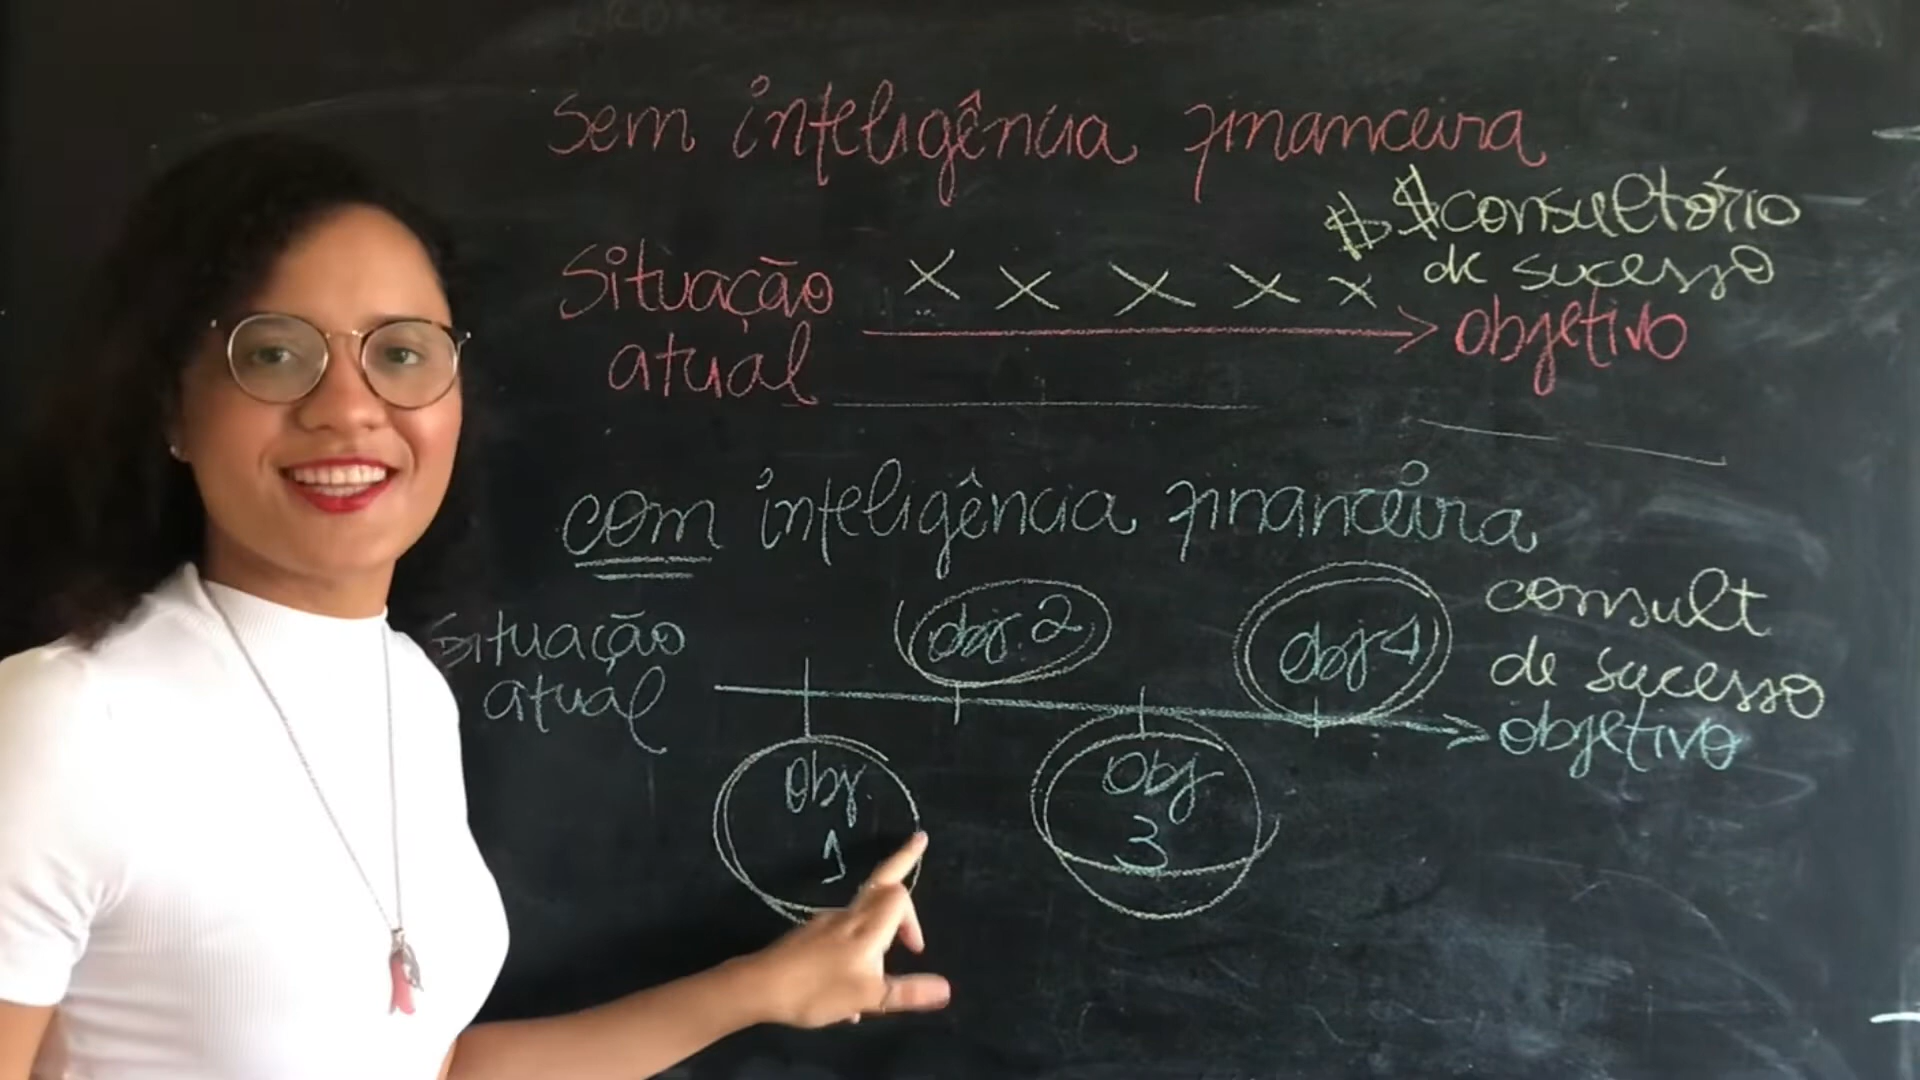 Sem inteligência financeira
$ $ consultório
de sucesso
Situação
atual
x x x x x
objetivo
com inteligência financeira
Situação
atual
obj. 2
obj 4
consult
de sucesso
objetivo
obj.
1
obj
3